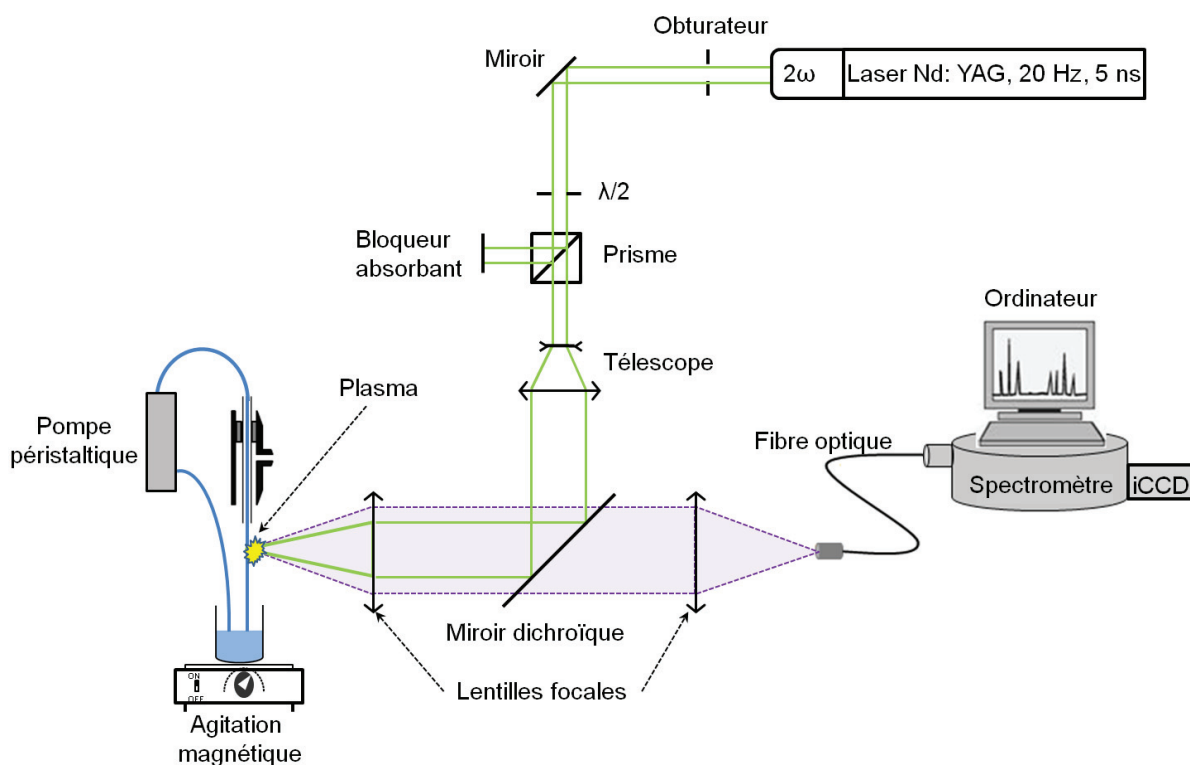 Obturateur
Miroir
2ω
Laser Nd: YAG, 20 Hz, 5 ns
λ/2
Bloqueur
absorbant
Prisme
Ordinateur
Télescope
Plasma
Pompe
péristaltique
Fibre optique
Spectromètre
iCCD
Miroir dichroïque
Lentilles focales
ON
OFF
Agitation
magnétique